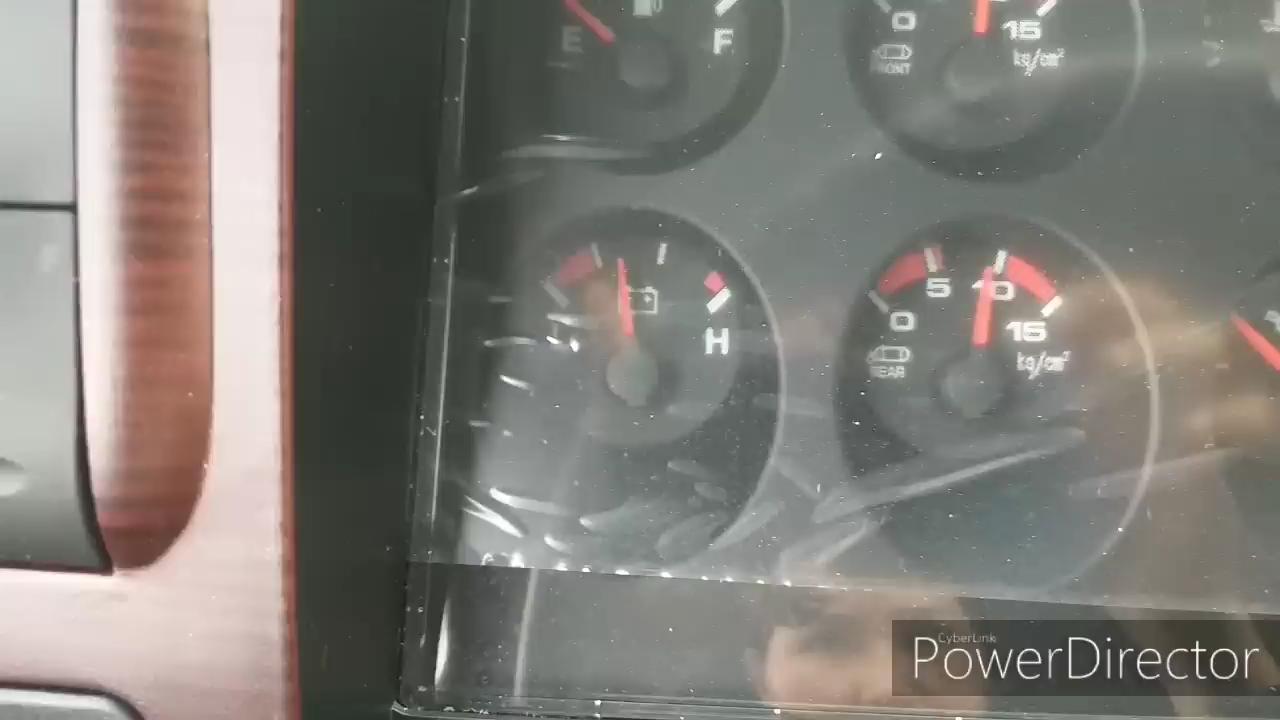 E F
0 15
kg/cm²
FRONT
H
0 5 10 15
kg/cm²
REAR
CyberLink
PowerDirector